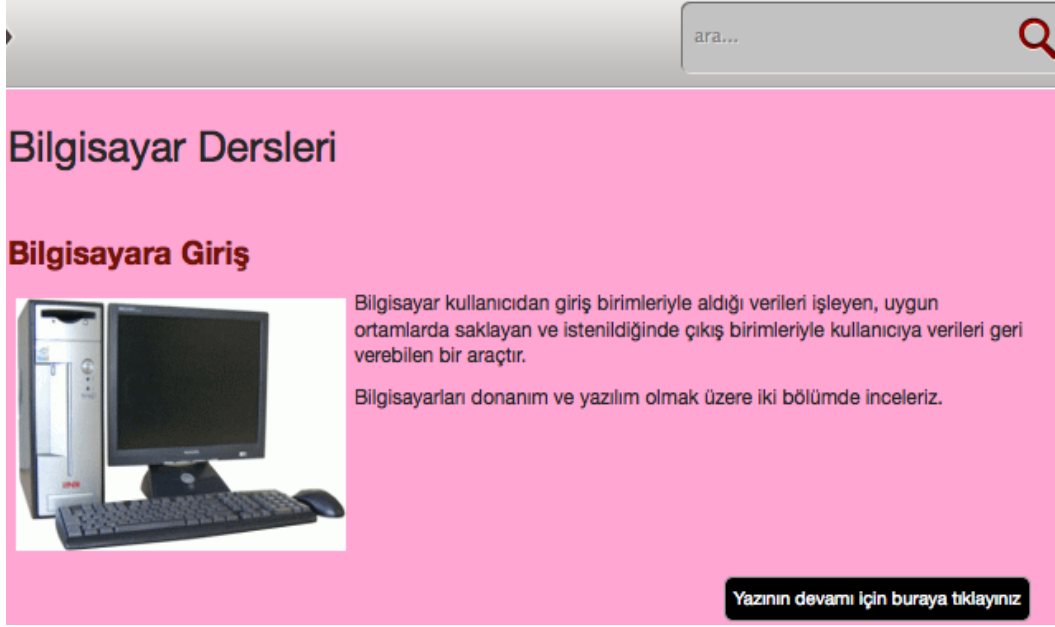 ara...
Bilgisayar Dersleri
Bilgisayara Giriş
Bilgisayar kullanıcıdan giriş birimleriyle aldığı verileri işleyen, uygun
ortamlarda saklayan ve istenildiğinde çıkış birimleriyle kullanıcıya verileri geri
verebilen bir araçtır.
Bilgisayarları donanım ve yazılım olmak üzere iki bölümde inceleriz.
Yazının devamı için buraya tıklayınız